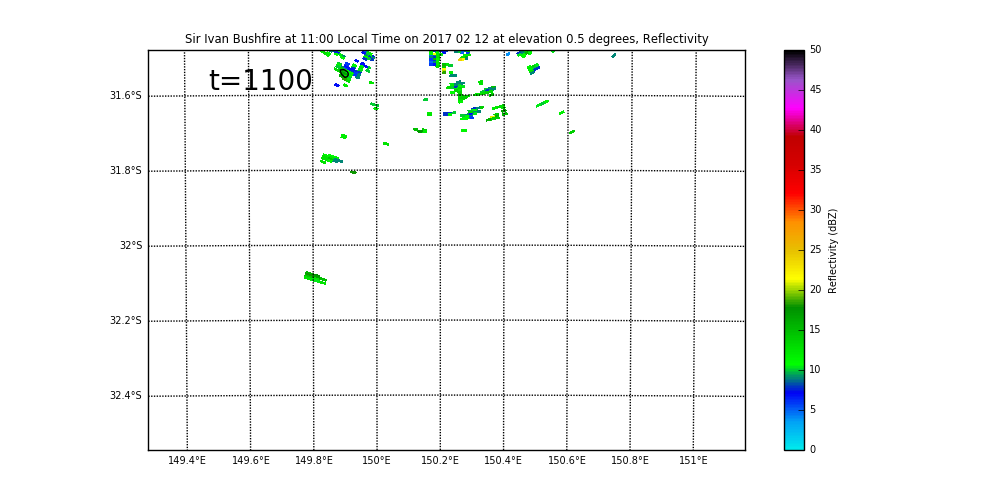 Sir Ivan Bushfire at 11:00 Local Time on 2017 02 12 at elevation 0.5 degrees, Reflectivity
t=1100
31.6°S
31.8°S
32°S
32.2°S
32.4°S
149.4°E 149.6°E 149.8°E 150°E 150.2°E 150.4°E 150.6°E 150.8°E 151°E
50
45
40
35
30
25
20
15
10
5
0
Reflectivity (dBZ)